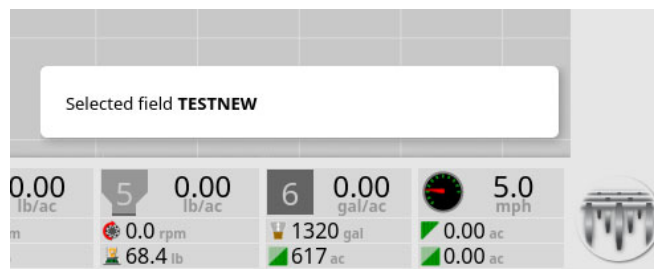 Selected field TESTNEW
0.00 5 0.00 6 0.00 5.0
lb/ac lb/ac gal/ac mph
m 0.0 rpm 1320 gal 0.00 ac
68.4 lb 617 ac 0.00 ac